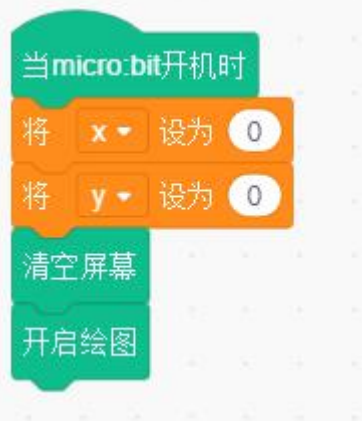 当micro:bit开机时
将 x 设为 0
将 y 设为 0
清空屏幕
开启绘图